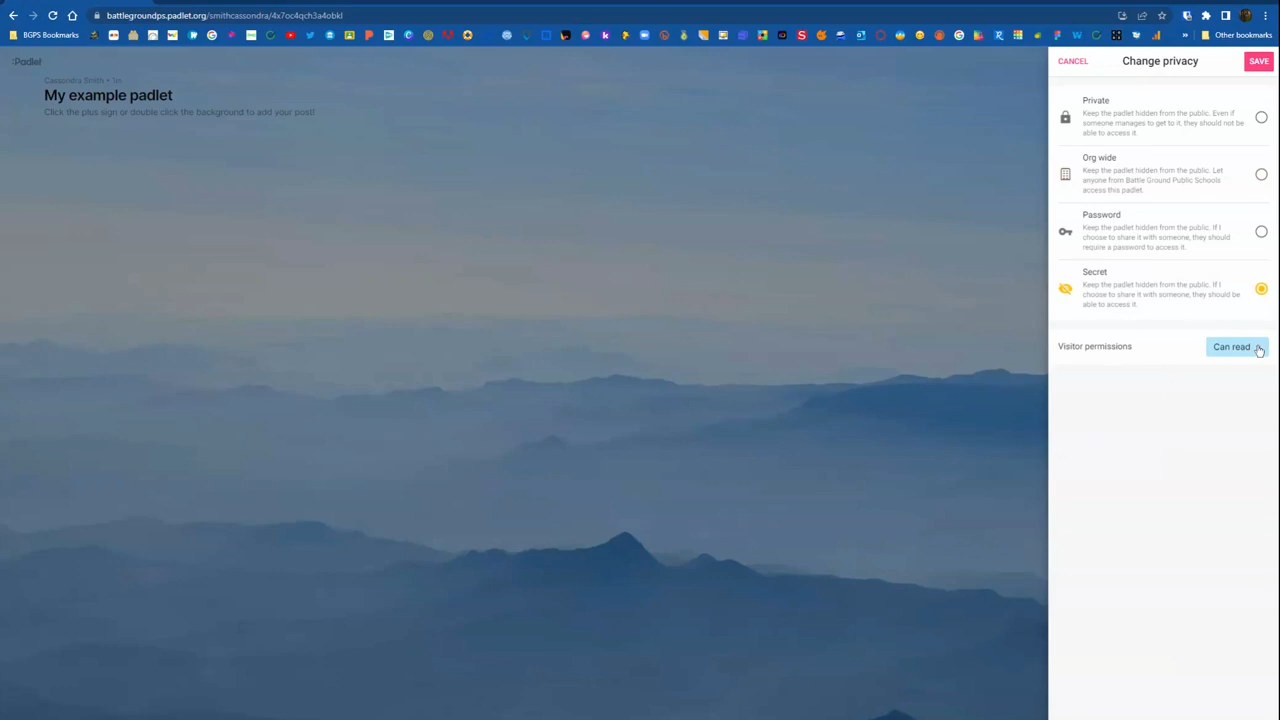 battlegroundps.padlet.org/smithcassondra/4x7oc4qch3a4obkl
BGPS Bookmarks
»
Other bookmarks
:Padlet
Cassondra Smith • 1m
My example padlet
Click the plus sign or double click the background to add your post!
CANCEL
Change privacy
SAVE
Private
Keep the padlet hidden from the public. Even if
someone manages to get to it, they should not be
able to access it.
Org wide
Keep the padlet hidden from the public. Let
anyone from Battle Ground Public Schools
access this padlet.
Password
Keep the padlet hidden from the public. If I
choose to share it with someone, they should
require a password to access it.
Secret
Keep the padlet hidden from the public. If I
choose to share it with someone, they should be
able to access it.
Visitor permissions
Can read